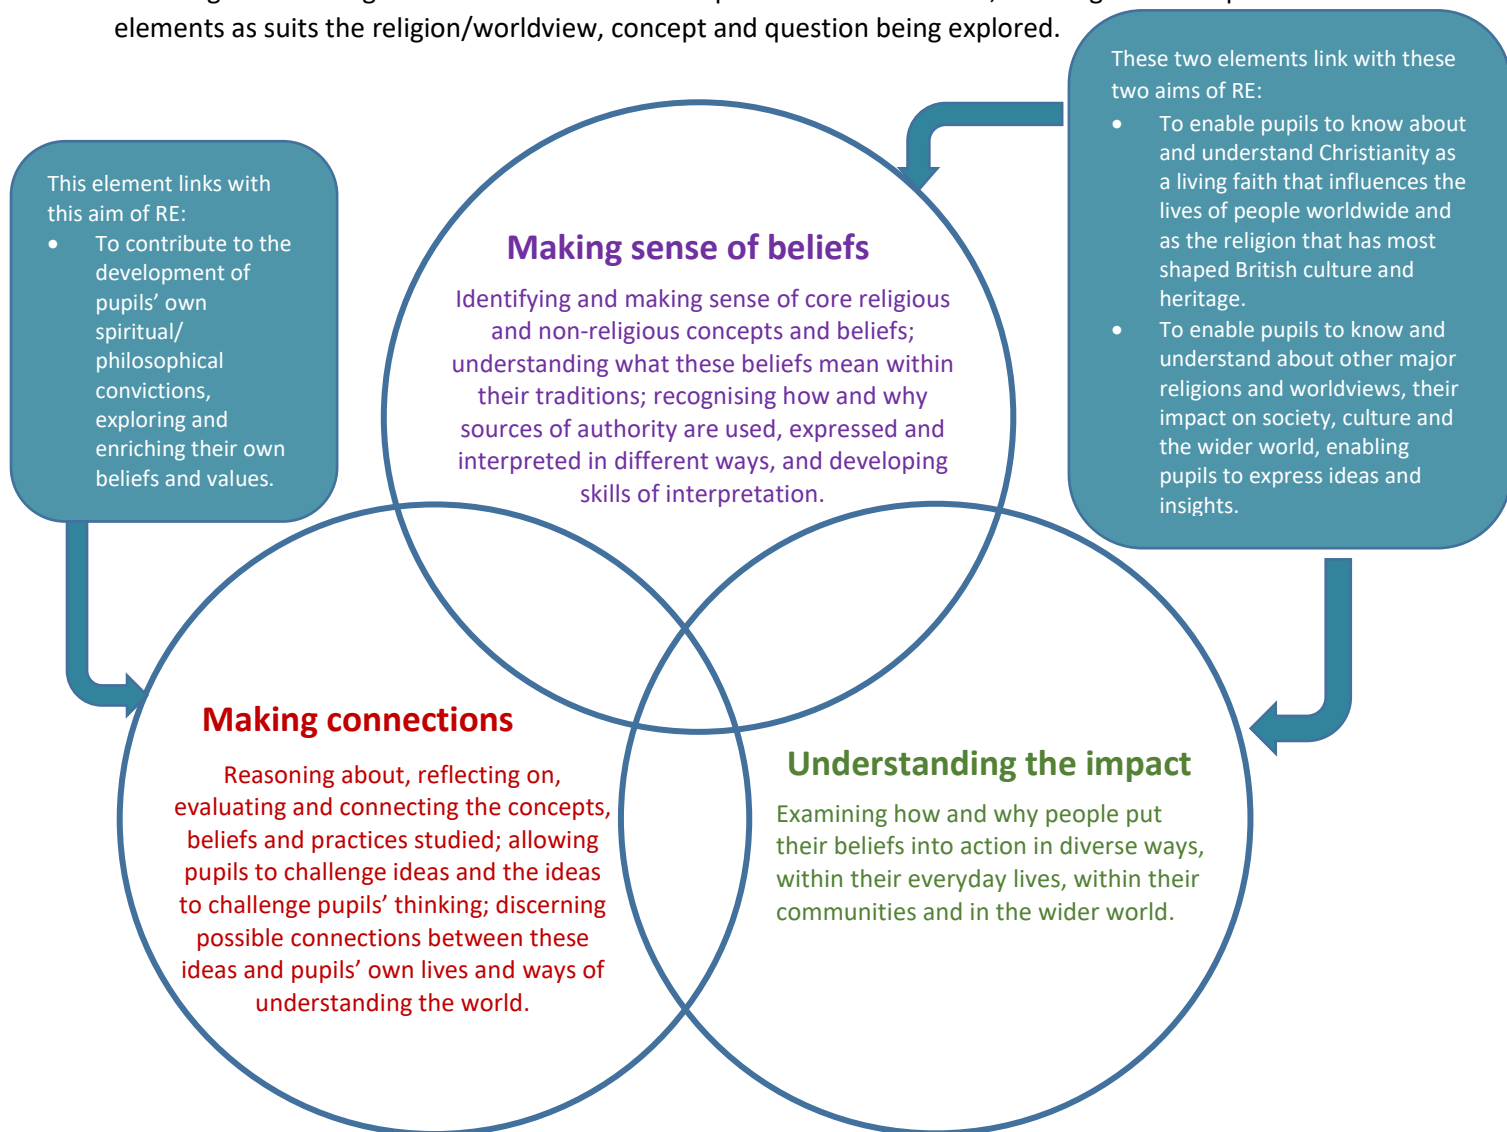 elements as suits the religion/worldview, concept and question being explored.
These two elements link with these
two aims of RE:
• To enable pupils to know about
and understand Christianity as
a living faith that influences the
lives of people worldwide and
as the religion that has most
shaped British culture and
heritage.
• To enable pupils to know and
understand about other major
religions and worldviews, their
impact on society, culture and
the wider world, enabling
pupils to express ideas and
insights.
This element links with
this aim of RE:
• To contribute to the
development of
pupils’ own
spiritual/
philosophical
convictions,
exploring and
enriching their own
beliefs and values.
Making sense of beliefs
Identifying and making sense of core religious
and non-religious concepts and beliefs;
understanding what these beliefs mean within
their traditions; recognising how and why
sources of authority are used, expressed and
interpreted in different ways, and developing
skills of interpretation.
Making connections
Reasoning about, reflecting on,
evaluating and connecting the concepts,
beliefs and practices studied; allowing
pupils to challenge ideas and the ideas
to challenge pupils’ thinking; discerning
possible connections between these
ideas and pupils’ own lives and ways of
understanding the world.
Understanding the impact
Examining how and why people put
their beliefs into action in diverse ways,
within their everyday lives, within their
communities and in the wider world.